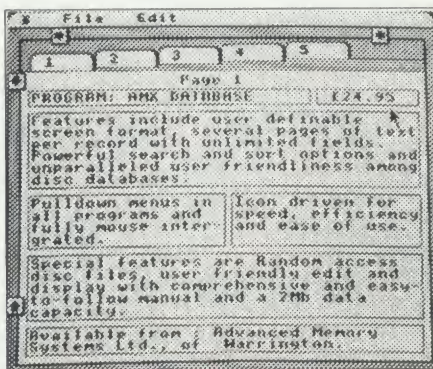 File Edit
1 2 3 4 5
Page 1
PROGRAM: AMX DATABASE £24.95
Features include user definable
screen format, several pages of text
per record with unlimited fields.
Powerful search and sort options and
unparalleled user friendliness among
disc databases.
Pulldown menus in
all programs and
fully mouse inter-
grated.
Icon driven for
speed, efficiency
and ease of use.
Special features are Random access
disc files, user friendly edit and
display with comprehensive and easy-
to-follow manual and a 2Mb data
capacity.
Available from : Advanced Memory
Systems Ltd., of Warrington.